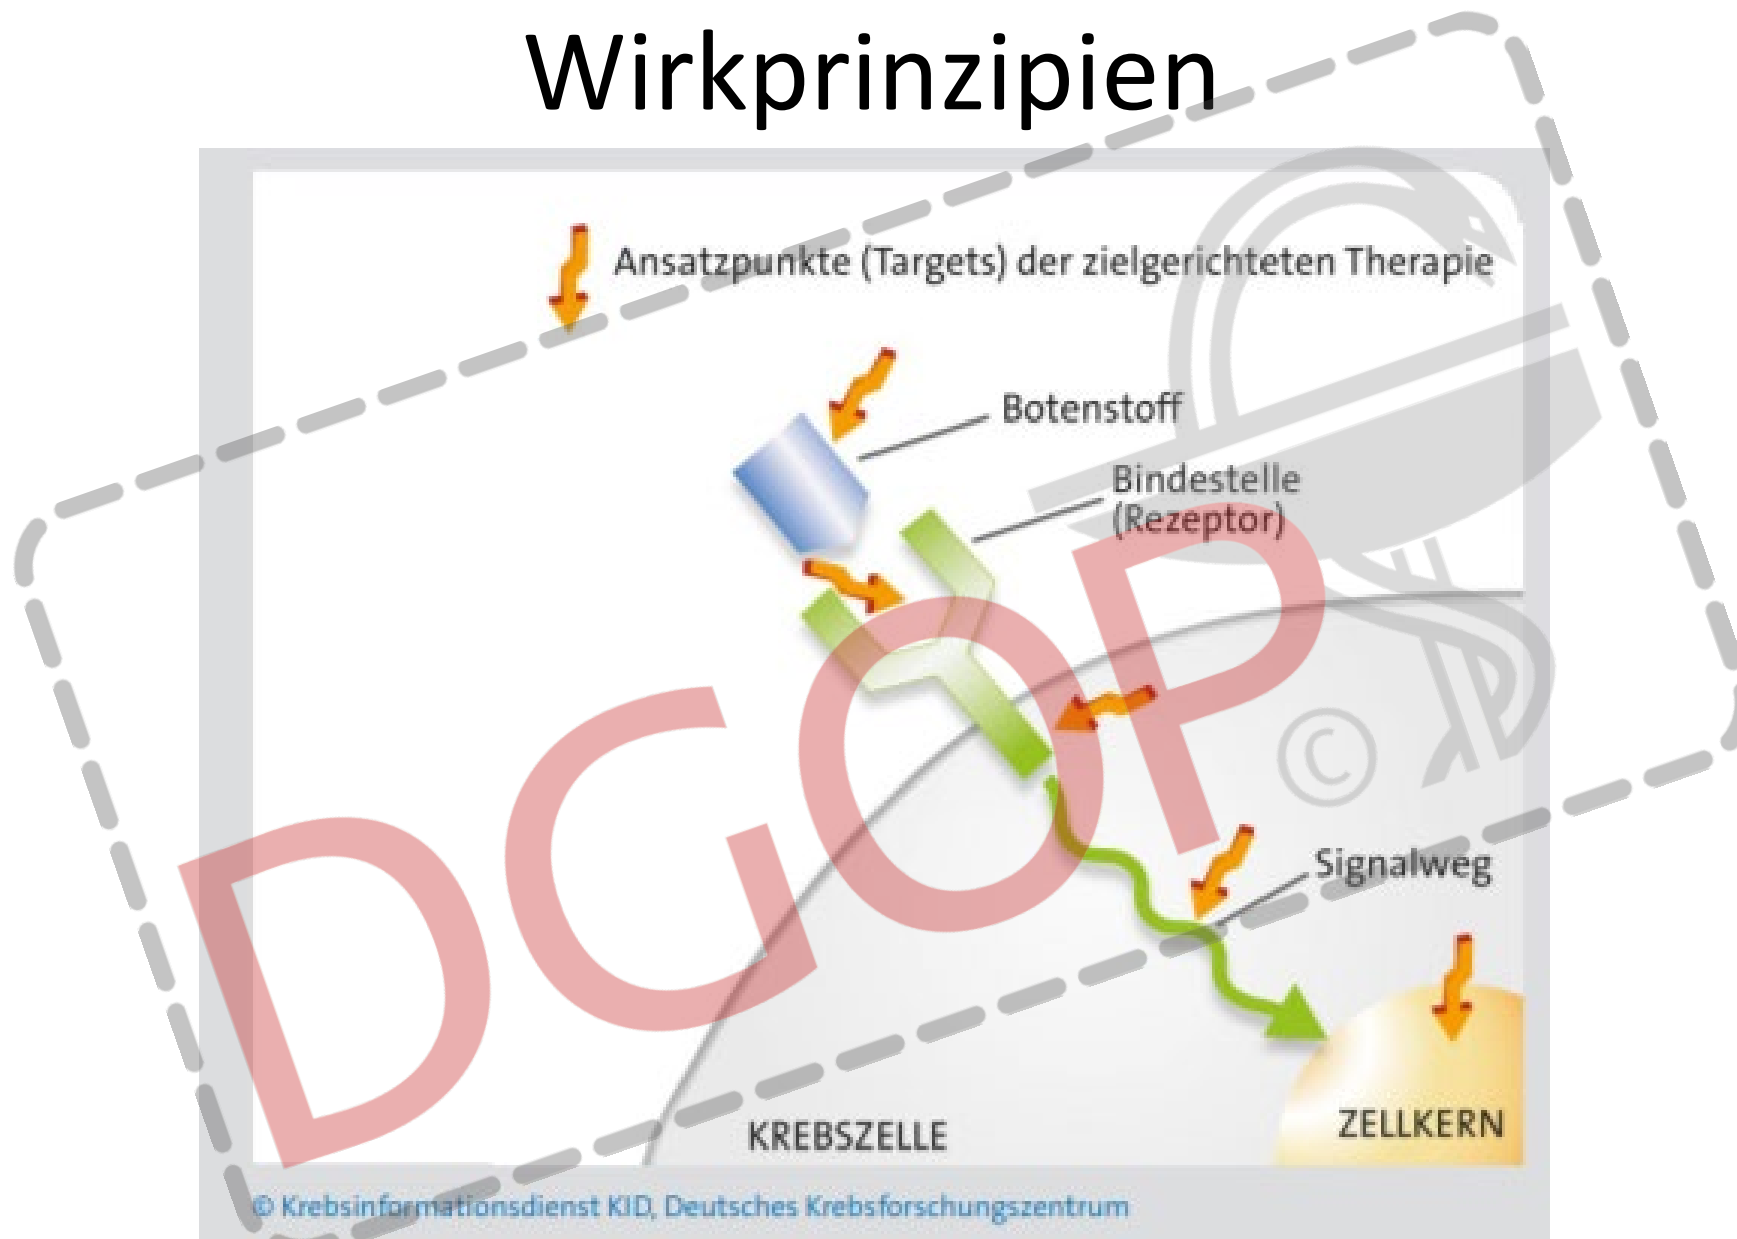 Wirkprinzipien
Ansatzpunkte (Targets) der zielgerichteten Therapie
Botenstoff
Bindestelle
(Rezeptor)
DGOP
©
Signalweg
ZELLKERN
KREBSZELLE
© Krebsinformationsdienst KID, Deutsches Krebsforschungszentrum